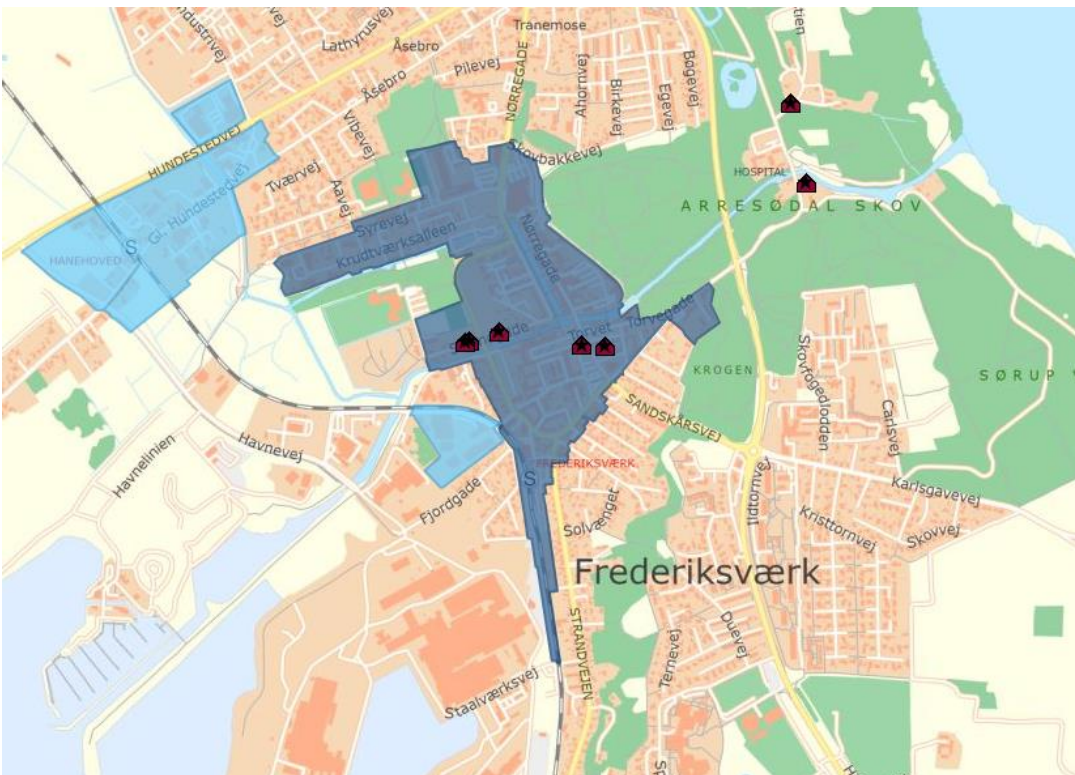 Tranemose
Industrivej
Lathyrusvej
Åsebro
Pilevej
Åsebro
NØRREGADE
Ahornvej
Birkevej
Egevej
Bøgevej
Vibevej
HUNDESTEDVEJ
Skovbakkevej
Tværvej
Aavej
HOSPITAL
ARRESØDAL SKOV
Gl. Hundestedvej
S
HANEHOVED
Syrevej
Krudtværksalleen
Nørregade
Torvet
Torvegade
KROGEN
SØRUP
Skovfogedlodden
Carlsvej
SANDSKÅRSVEJ
Havnelinien
Havnevej
FREDERIKSVÆRK
S
Karlsgavevej
Ildtornvej
Kristtornvej
Skovvej
Fjordgade
Solvænget
Frederiksværk
STRANDVEJEN
Duevej
Ternevej
Staalværksvej